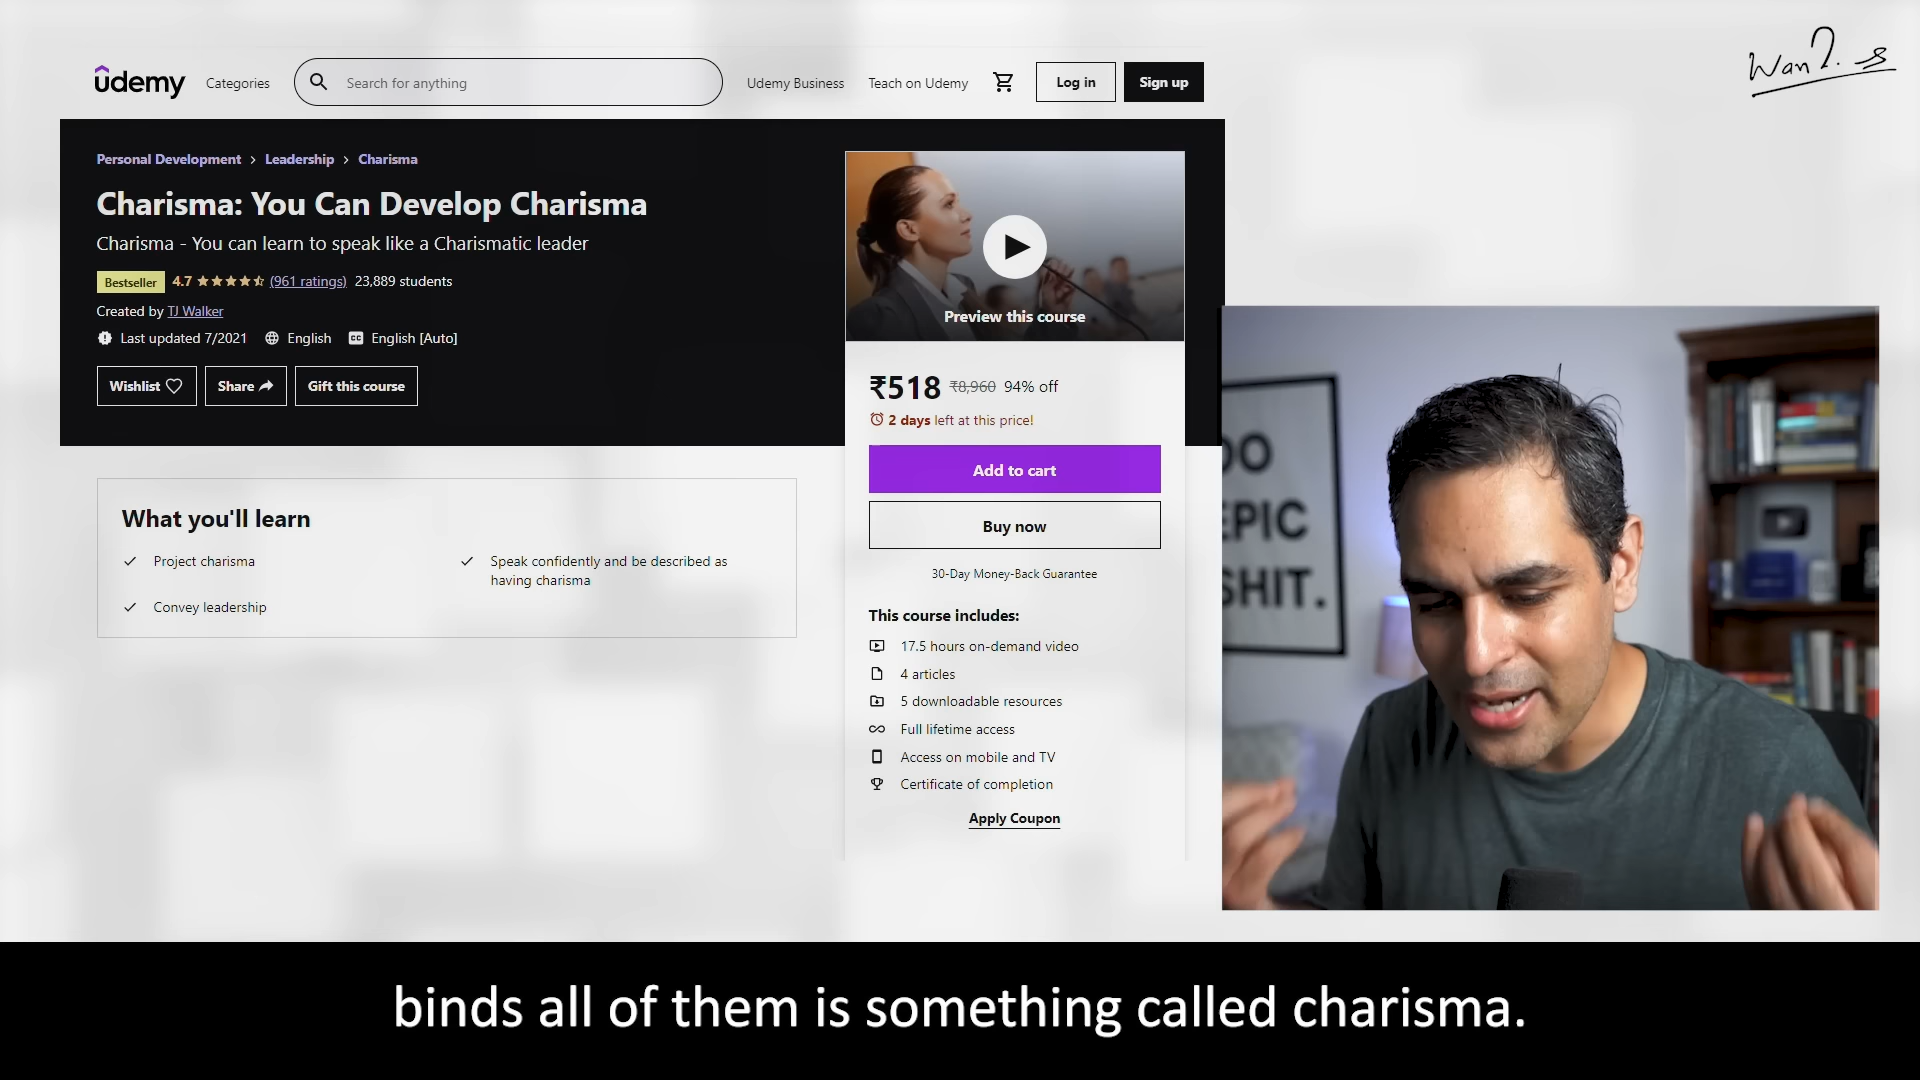 udemy
Categories
Search for anything
Udemy Business
Teach on Udemy
Log in
Sign up
Personal Development > Leadership > Charisma
Charisma: You Can Develop Charisma
Charisma - You can learn to speak like a Charismatic leader
Bestseller 4.7 (961 ratings) 23,889 students
Created by TJ Walker
Last updated 7/2021 English English [Auto]
Wishlist
Share
Gift this course
What you'll learn
Project charisma
Speak confidently and be described as
having charisma
Convey leadership
Preview this course
₹518 ₹8,960 94% off
2 days left at this price!
Add to cart
Buy now
30-Day Money-Back Guarantee
This course includes:
17.5 hours on-demand video
4 articles
5 downloadable resources
Full lifetime access
Access on mobile and TV
Certificate of completion
Apply Coupon
DO
EPIC
SHIT.
binds all of them is something called charisma.